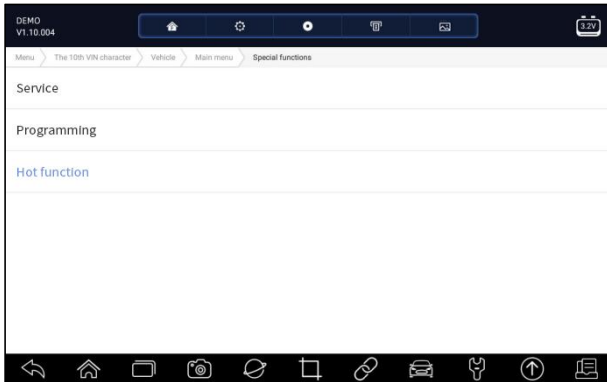 DEMO
V1.10.004
3.2V
Menu
The 10th VIN character
Vehicle
Main menu
Special functions
Service
Programming
Hot function